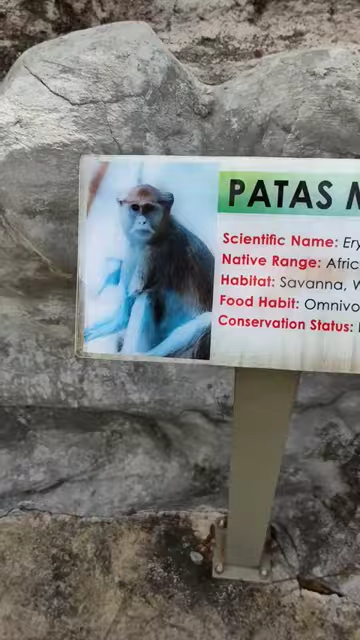 PATAS M
Scientific Name: Ery
Native Range: Afric
Habitat: Savanna, W
Food Habit: Omnivo
Conservation Status: